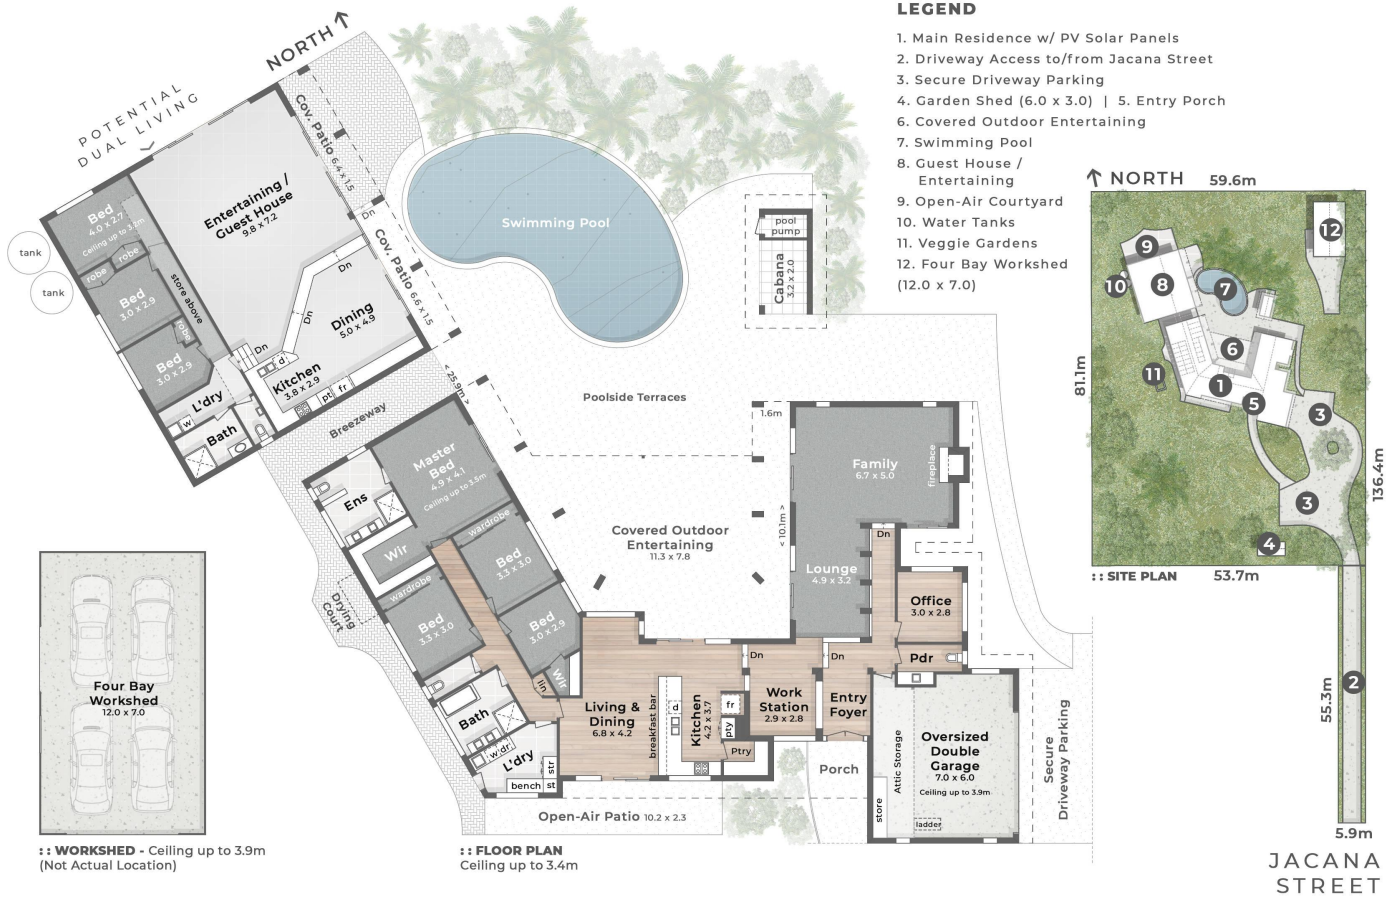 LEGEND
1. Main Residence w/ PV Solar Panels
2. Driveway Access to/from Jacana Street
3. Secure Driveway Parking
4. Garden Shed (6.0 x 3.0) | 5. Entry Porch
6. Covered Outdoor Entertaining
7. Swimming Pool
8. Guest House /
Entertaining
9. Open-Air Courtyard
10. Water Tanks
11. Veggie Gardens
12. Four Bay Workshed
(12.0 x 7.0)
NORTH
POTENTIAL
DUAL LIVING
Cov. Patio 6.4 x 1.5
Entertaining /
Guest House
9.8 x 7.2
Bed
4.0 x 2.7
Ceiling up to 3.2m
tank
tank
robe
robe
Bed
3.0 x 2.9
store above
robe
Bed
3.0 x 2.9
Dn
Cov. Patio 6.6 x 1.5
Dn
Dn
Dining
5.0 x 4.9
Dn
d
Kitchen
3.8 x 2.9
pt
fr
L'dry
w
Bath
Breezeway
< 25.9m >
Swimming Pool
pool
pump
Cabana
3.2 x 2.0
Poolside Terraces
1.6m
Master
Bed
4.9 x 4.1
Ceiling up to 3.5m
Ens
Wir
wardrobe
Bed
3.3 x 3.0
wardrobe
Bed
3.3 x 3.0
Drying
Court
Bed
3.0 x 2.9
Wir
lin
Bath
w
dr
L'dry
str
bench
st
Covered Outdoor
Entertaining
11.3 x 7.8
< 10.1m >
Family
6.7 x 5.0
fireplace
Dn
Lounge
4.9 x 3.2
Office
3.0 x 2.8
Pdr
Dn
Dn
Living &
Dining
6.8 x 4.2
breakfast bar
d
Kitchen
4.2 x 3.7
fr
pty
Ptry
Work
Station
2.9 x 2.8
Entry
Foyer
Porch
Attic Storage
store
Oversized
Double
Garage
7.0 x 6.0
Ceiling up to 3.9m
ladder
Secure
Driveway Parking
Open-Air Patio 10.2 x 2.3
:: FLOOR PLAN
Ceiling up to 3.4m
Four Bay
Workshed
12.0 x 7.0
:: WORKSHED - Ceiling up to 3.9m
(Not Actual Location)
NORTH
59.6m
12
9
10
8
7
6
11
1
5
3
3
4
2
81.1m
136.4m
:: SITE PLAN
53.7m
55.3m
5.9m
JACANA
STREET